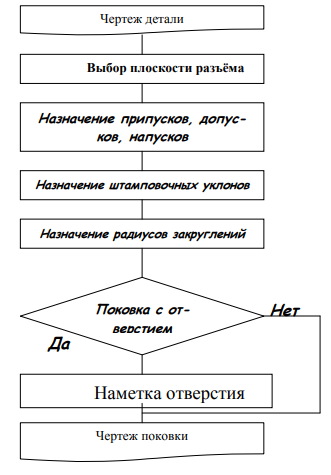 Чертеж детали
Выбор плоскости разъёма
Назначение припусков, допус-
ков, напусков
Назначение штамповочных уклонов
Назначение радиусов закруглений
Поковка с от-
верстием
Нет
Да
Наметка отверстия
Чертеж поковки